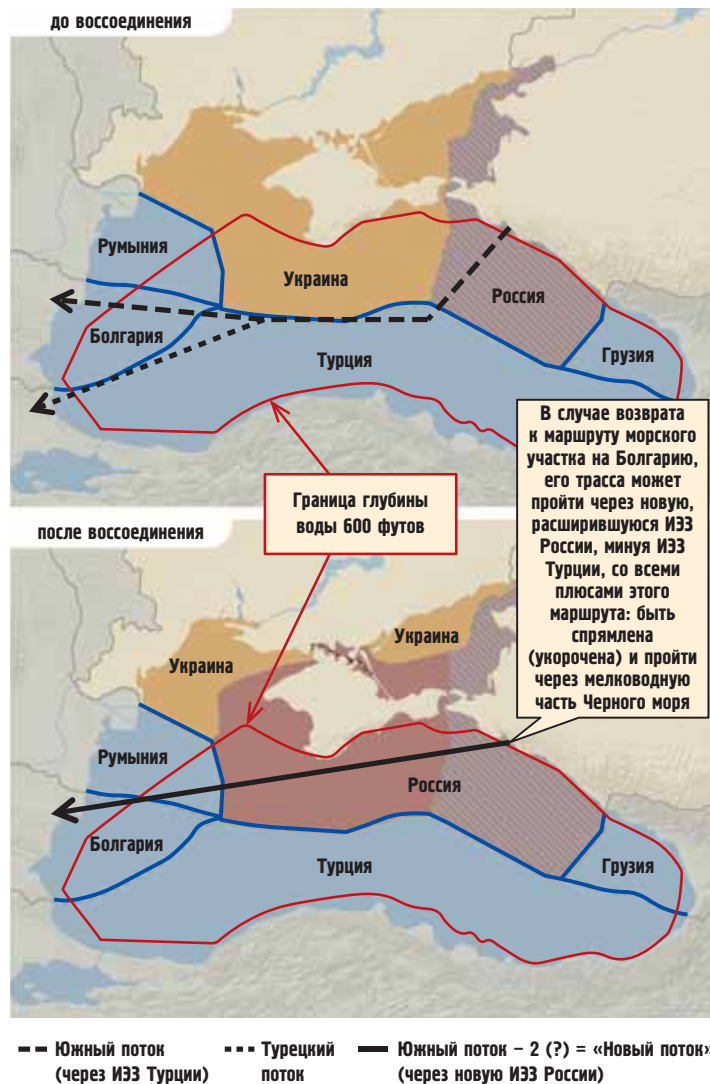 до воссоединения
Румыния
Украина
Россия
Болгария
Турция
Грузия
В случае возврата
к маршруту морского
участка на Болгарию,
его трасса может
пройти через новую,
расширившуюся ИЭЗ
России, минуя ИЭЗ
Турции, со всеми
плюсами этого
маршрута: быть
спрямлена
(укорочена) и пройти
через мелководную
часть Черного моря
Граница глубины
воды 600 футов
после воссоединения
Украина
Украина
Румыния
Россия
Болгария
Турция
Грузия
Южный поток
(через ИЭЗ Турции)
Турецкий
поток
Южный поток – 2 (?) = «Новый поток»
(через новую ИЭЗ России)